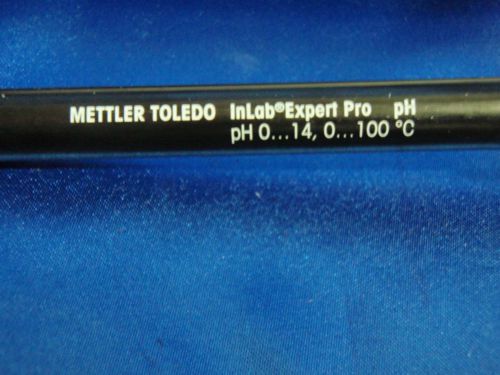 METTLER TOLEDO InLab®Expert Pro pH
pH 0...14, 0...100 °C